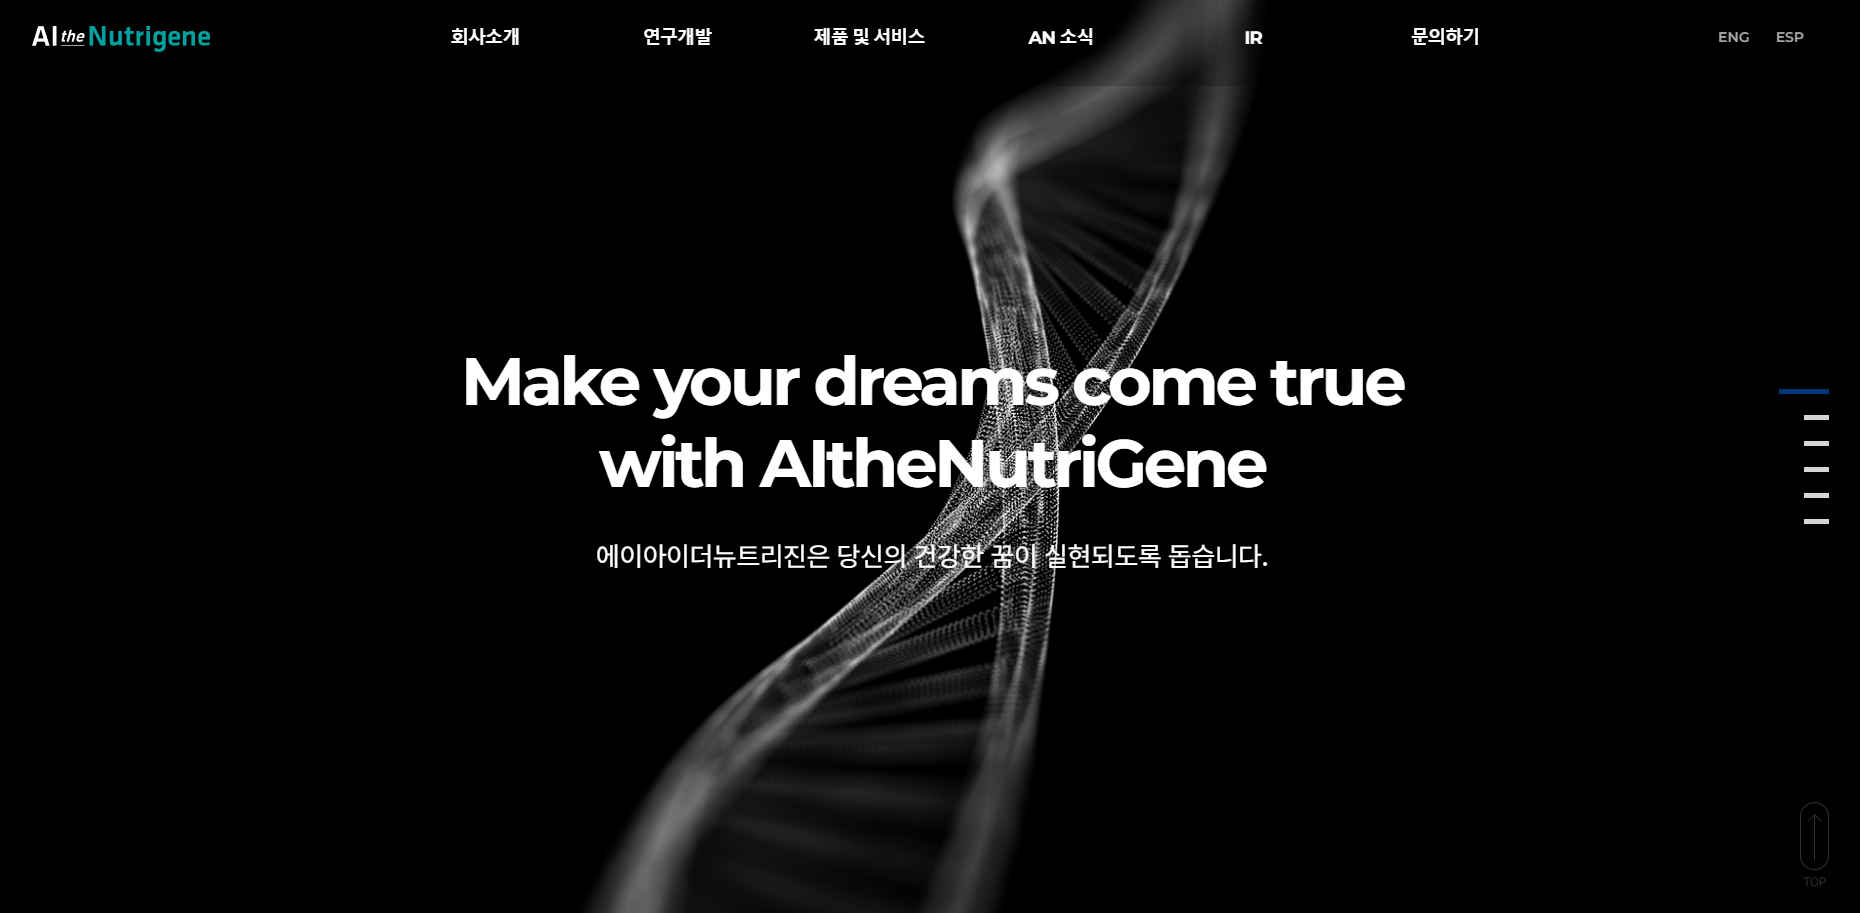 AI the Nutrigene
회사소개
연구개발
제품 및 서비스
AN 소식
IR
문의하기
ENG
ESP
Make your dreams come true
with AItheNutriGene
에이아이더뉴트리진은 당신의 건강한 꿈이 실현되도록 돕습니다.
TOP